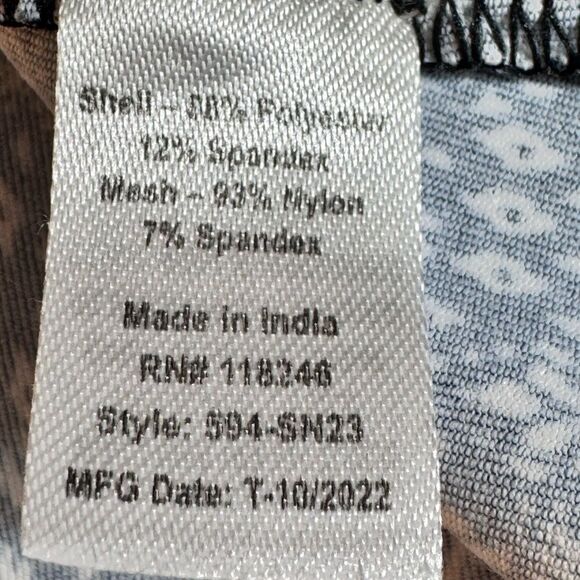 Shell - 88% Polyester
12% Spandex
Mesh - 93% Nylon
7% Spandex
Made in India
RN# 118246
Style: S94-SN23
MFG Date: T-10/2022